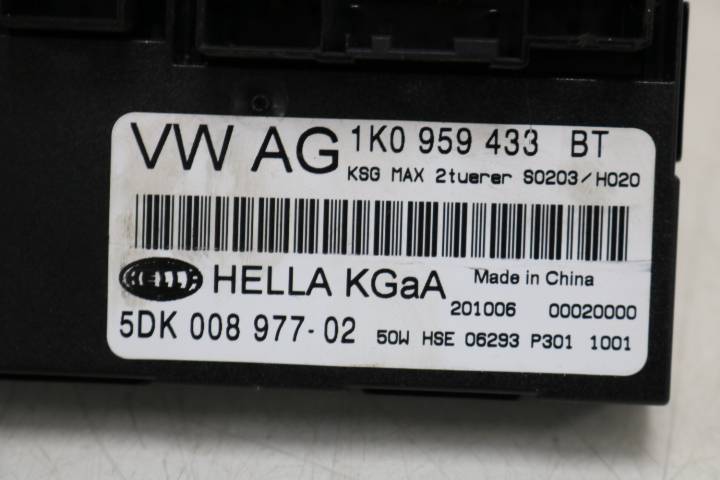 VW AG 1K0 959 433 BT
KSG MAX 2tuerer S0203/H020
HELLA HELLA KGaA Made in China
201006 00020000
5DK 008 977-02 50W HSE 06293 P301 1001